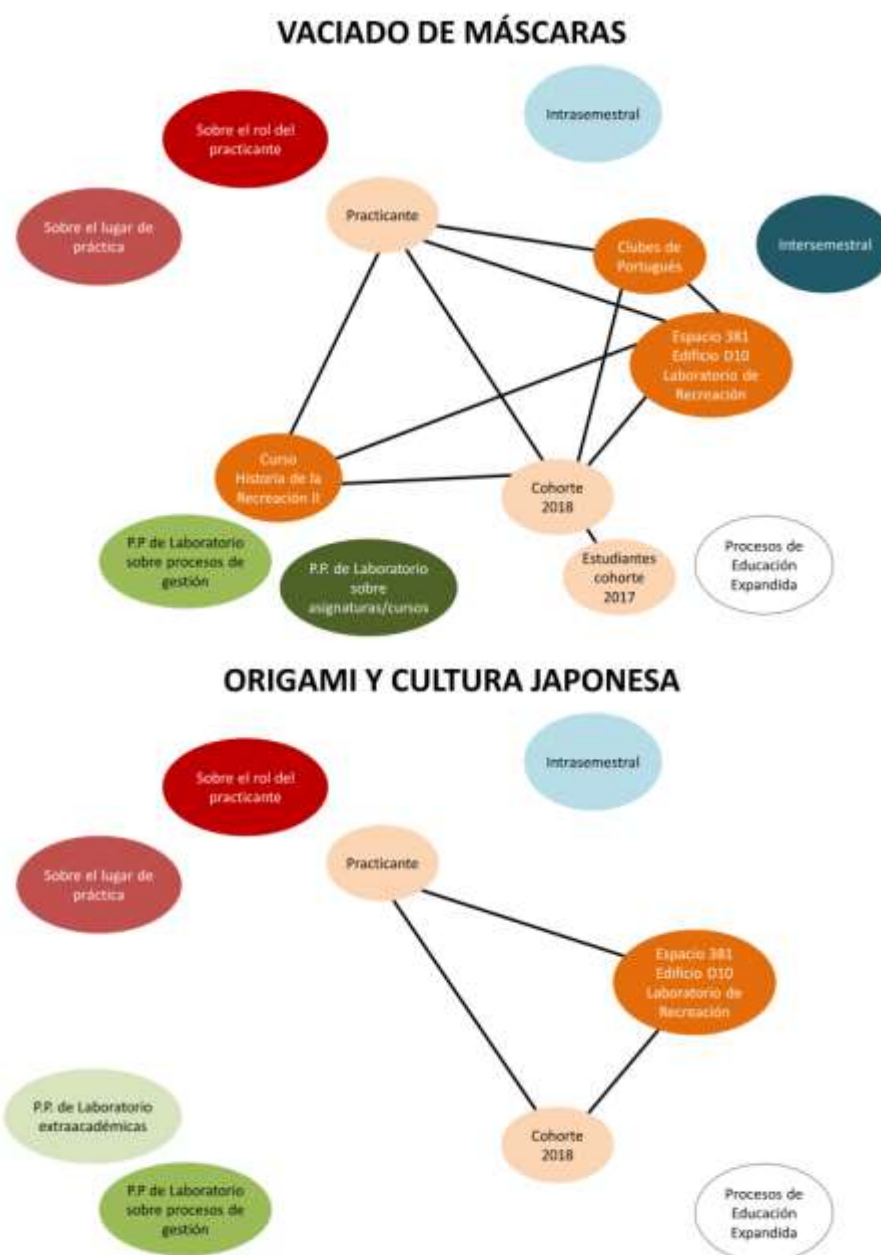 VACIADO DE MÁSCARAS
Intrasemestral
Sobre el rol del
practicante
Practicante
Sobre el lugar de
práctica
Clubes de
Portugués
Intersemestral
Espacio 381
Edificio D10
Laboratorio de
Recreación
Curso
Historia de la
Recreación II
Cohorte
2018
P.P. de Laboratorio
sobre procesos de
gestión
P.P. de Laboratorio
sobre
asignaturas/cursos
Estudiantes
cohorte
2017
Procesos de
Educación
Expandida
ORIGAMI Y CULTURA JAPONESA
Intrasemestral
Sobre el rol del
practicante
Practicante
Sobre el lugar de
práctica
Espacio 381
Edificio D10
Laboratorio de
Recreación
P.P. de Laboratorio
extraacadémicas
Cohorte
2018
P.P de Laboratorio
sobre procesos de
gestión
Procesos de
Educación
Expandida